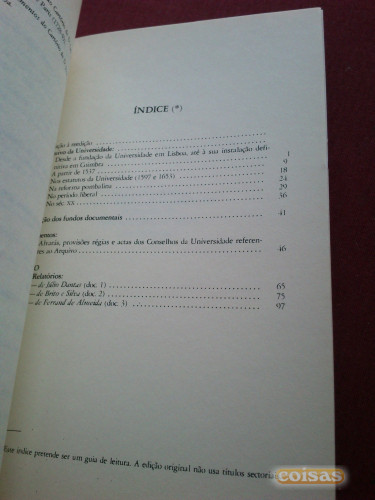 ÍNDICE (*)
à reedição
da Universidade:
Desde a fundação da Universidade em Lisboa, até à sua instalação defi-
nitiva em Coimbra 1
A partir de 1537 9
Nos estatutos da Universidade (1597 e 1653) 18
Na reforma pombalina 24
No período liberal 29
No séc. XX 36
ção dos fundos documentais 41
Alvarás, provisões régias e actas dos Conselhos da Universidade referen-
tes ao Arquivo 46
O
Relatórios:
— de Júlio Dantas (doc. 1) 65
— de Brito e Silva (doc. 2) 75
— de Ferrand de Almeida (doc. 3) 97
Este índice pretende ser um guia de leitura. A edição original não usa títulos sectoria
coisas